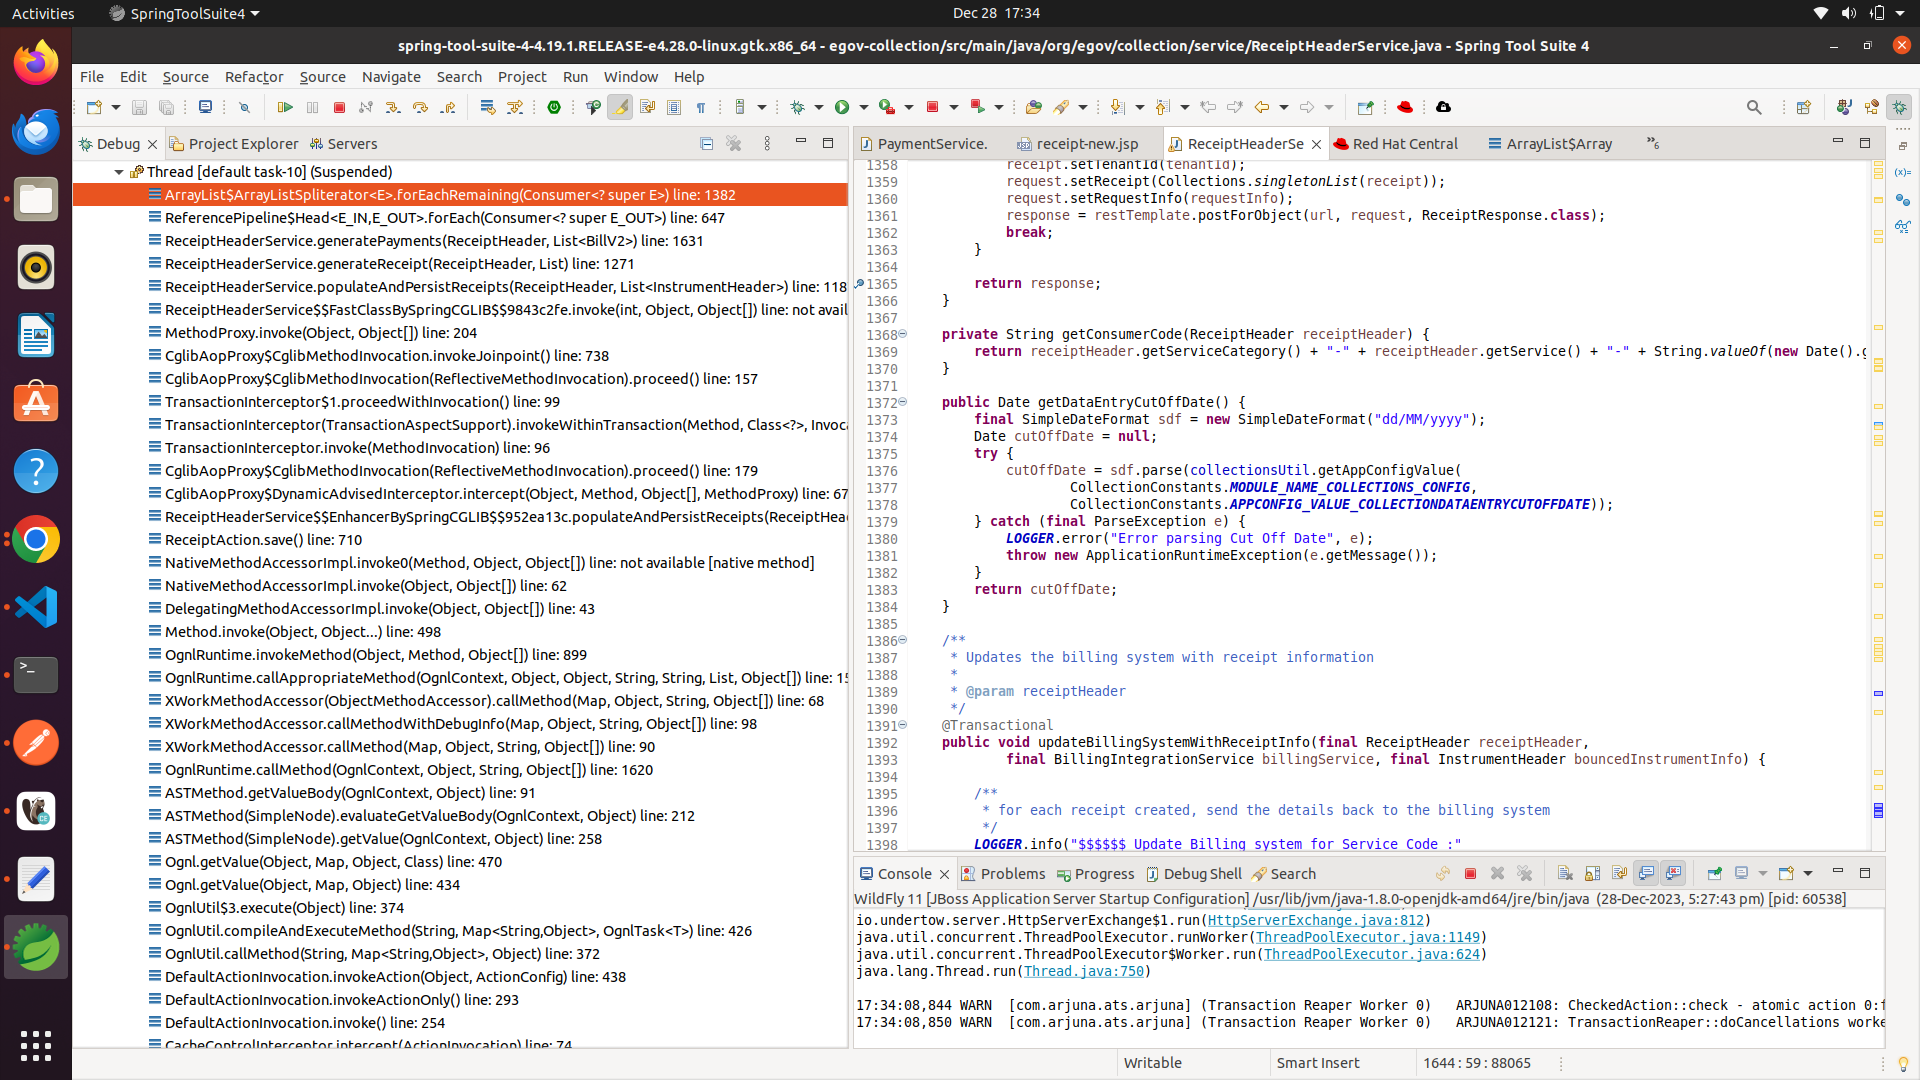 Activities
SpringToolSuite4
Dec 28 17:34
spring-tool-suite-4-4.19.1.RELEASE-e4.28.0-linux.gtk.x86_64 - egov-collection/src/main/java/org/egov/collection/service/ReceiptHeaderService.java - Spring Tool Suite 4
File Edit Source Refactor Source Navigate Search Project Run Window Help
Debug
Project Explorer
Servers
Thread [default task-10] (Suspended)
ArrayList$ArrayListSpliterator<E>.forEachRemaining(Consumer<? super E>) line: 1382
ReferencePipeline$Head<E_IN,E_OUT>.forEach(Consumer<? super E_OUT>) line: 647
ReceiptHeaderService.generatePayments(ReceiptHeader, List<BillV2>) line: 1631
ReceiptHeaderService.generateReceipt(ReceiptHeader, List) line: 1271
ReceiptHeaderService.populateAndPersistReceipts(ReceiptHeader, List<InstrumentHeader>) line: 118
ReceiptHeaderService$$FastClassBySpringCGLIB$$9843c2fe.invoke(int, Object, Object[]) line: not avail
MethodProxy.invoke(Object, Object[]) line: 204
CglibAopProxy$CglibMethodInvocation.invokeJoinpoint() line: 738
CglibAopProxy$CglibMethodInvocation(ReflectiveMethodInvocation).proceed() line: 157
TransactionInterceptor$1.proceedWithInvocation() line: 99
TransactionInterceptor(TransactionAspectSupport).invokeWithinTransaction(Method, Class<?>, Invoca
TransactionInterceptor.invoke(MethodInvocation) line: 96
CglibAopProxy$CglibMethodInvocation(ReflectiveMethodInvocation).proceed() line: 179
CglibAopProxy$DynamicAdvisedInterceptor.intercept(Object, Method, Object[], MethodProxy) line: 67
ReceiptHeaderService$$EnhancerBySpringCGLIB$$952ea13c.populateAndPersistReceipts(ReceiptHea
ReceiptAction.save() line: 710
NativeMethodAccessorImpl.invoke0(Method, Object, Object[]) line: not available [native method]
NativeMethodAccessorImpl.invoke(Object, Object[]) line: 62
DelegatingMethodAccessorImpl.invoke(Object, Object[]) line: 43
Method.invoke(Object, Object...) line: 498
OgnlRuntime.invokeMethod(Object, Method, Object[]) line: 899
OgnlRuntime.callAppropriateMethod(OgnlContext, Object, Object, String, String, List, Object[]) line: 15
XWorkMethodAccessor(ObjectMethodAccessor).callMethod(Map, Object, String, Object[]) line: 68
XWorkMethodAccessor.callMethodWithDebugInfo(Map, Object, String, Object[]) line: 98
XWorkMethodAccessor.callMethod(Map, Object, String, Object[]) line: 90
OgnlRuntime.callMethod(OgnlContext, Object, String, Object[]) line: 1620
ASTMethod.getValueBody(OgnlContext, Object) line: 91
ASTMethod(SimpleNode).evaluateGetValueBody(OgnlContext, Object) line: 212
ASTMethod(SimpleNode).getValue(OgnlContext, Object) line: 258
Ognl.getValue(Object, Map, Object, Class) line: 470
Ognl.getValue(Object, Map, Object) line: 434
OgnlUtil$3.execute(Object) line: 374
OgnlUtil.compileAndExecuteMethod(String, Map<String,Object>, OgnlTask<T>) line: 426
OgnlUtil.callMethod(String, Map<String,Object>, Object) line: 372
DefaultActionInvocation.invokeAction(Object, ActionConfig) line: 438
DefaultActionInvocation.invokeActionOnly() line: 293
DefaultActionInvocation.invoke() line: 254
CacheControlInterceptor.intercept(ActionInvocation) line: 74
PaymentService.
receipt-new.jsp
ReceiptHeaderSe
Red Hat Central
ArrayList$Array
»6
1358 receipt.setTenantId(tenantId);
1359 request.setReceipt(Collections.singletonList(receipt));
1360 request.setRequestInfo(requestInfo);
1361 response = restTemplate.postForObject(url, request, ReceiptResponse.class);
1362 break;
1363 }
1364
1365 return response;
1366 }
1367
1368 private String getConsumerCode(ReceiptHeader receiptHeader) {
1369 return receiptHeader.getServiceCategory() + "-" + receiptHeader.getService() + "-" + String.valueOf(new Date().g
1370 }
1371
1372 public Date getDataEntryCutOffDate() {
1373 final SimpleDateFormat sdf = new SimpleDateFormat("dd/MM/yyyy");
1374 Date cutOffDate = null;
1375 try {
1376 cutOffDate = sdf.parse(collectionsUtil.getAppConfigValue(
1377 CollectionConstants.MODULE_NAME_COLLECTIONS_CONFIG,
1378 CollectionConstants.APPCONFIG_VALUE_COLLECTIONDATAENTRYCUTOFFDATE));
1379 } catch (final ParseException e) {
1380 LOGGER.error("Error parsing Cut Off Date", e);
1381 throw new ApplicationRuntimeException(e.getMessage());
1382 }
1383 return cutOffDate;
1384 }
1385
1386 /**
1387 * Updates the billing system with receipt information
1388 *
1389 * @param receiptHeader
1390 */
1391 @Transactional
1392 public void updateBillingSystemWithReceiptInfo(final ReceiptHeader receiptHeader,
1393 final BillingIntegrationService billingService, final InstrumentHeader bouncedInstrumentInfo) {
1394
1395 /**
1396 * for each receipt created, send the details back to the billing system
1397 */
1398 LOGGER.info("$$$$$$ Update Billing system for Service Code :"
Console
Problems
Progress
Debug Shell
Search
WildFly 11 [JBoss Application Server Startup Configuration] /usr/lib/jvm/java-1.8.0-openjdk-amd64/jre/bin/java (28-Dec-2023, 5:27:43 pm) [pid: 60538]
io.undertow.server.HttpServerExchange$1.run(HttpServerExchange.java:812)
java.util.concurrent.ThreadPoolExecutor.runWorker(ThreadPoolExecutor.java:1149)
java.util.concurrent.ThreadPoolExecutor$Worker.run(ThreadPoolExecutor.java:624)
java.lang.Thread.run(Thread.java:750)
17:34:08,844 WARN [com.arjuna.ats.arjuna] (Transaction Reaper Worker 0) ARJUNA012108: CheckedAction::check - atomic action 0:f
17:34:08,850 WARN [com.arjuna.ats.arjuna] (Transaction Reaper Worker 0) ARJUNA012121: TransactionReaper::doCancellations worke
Writable
Smart Insert
1644 : 59 : 88065